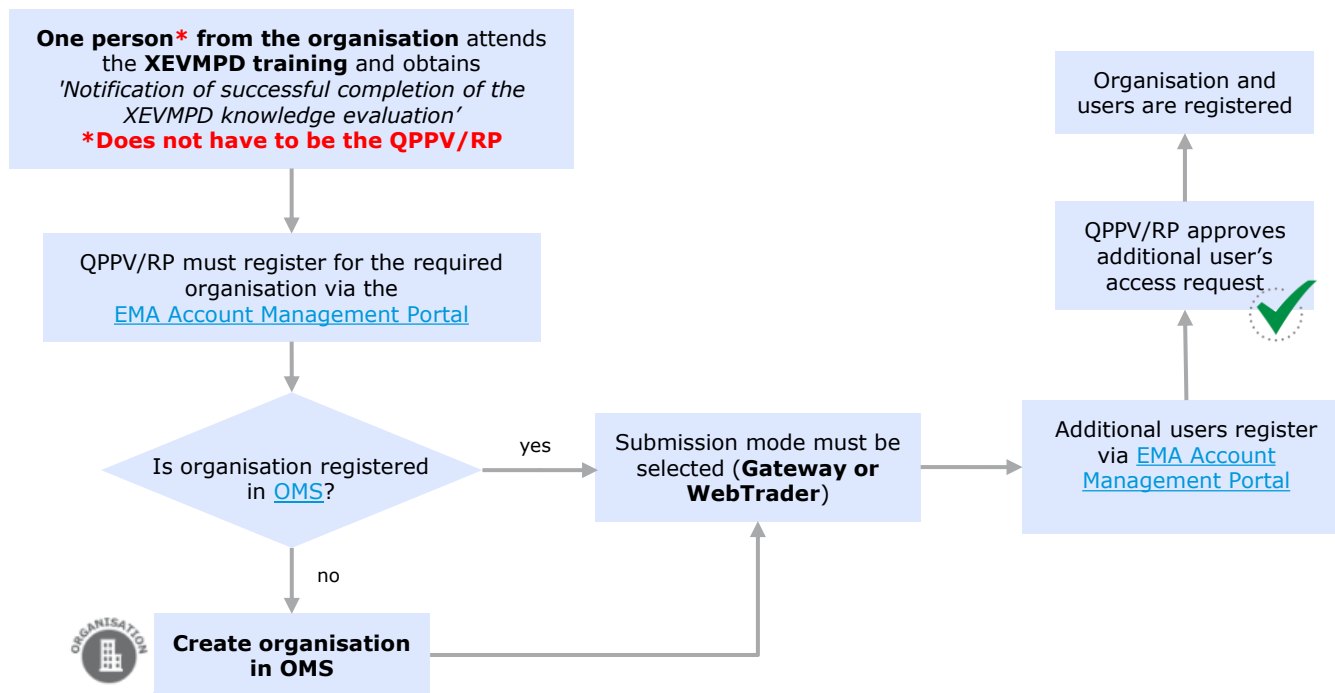 One person* from the organisation attends
the XEVMPD training and obtains
'Notification of successful completion of the
XEVMPD knowledge evaluation’
*Does not have to be the QPPV/RP
QPPV/RP must register for the required
organisation via the
EMA Account Management Portal
Is organisation registered
in OMS?
yes
no
ORGANISATION
Create organisation
in OMS
Submission mode must be
selected (Gateway or
WebTrader)
Additional users register
via EMA Account
Management Portal
QPPV/RP approves
additional user’s
access request
Organisation and
users are registered